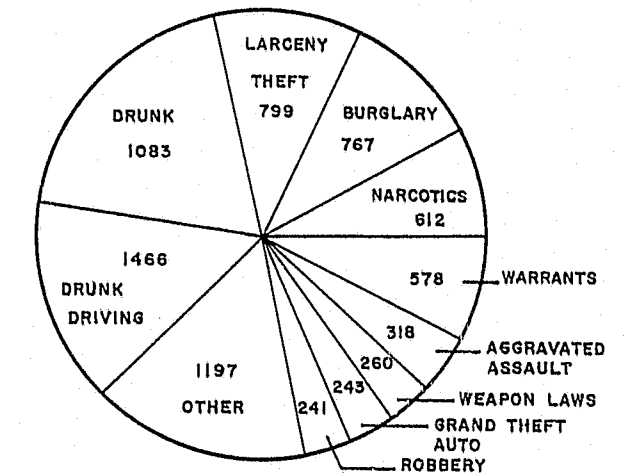 LARCENY
THEFT
799
BURGLARY
767
NARCOTICS
612
578
WARRANTS
318
AGGRAVATED
ASSAULT
260
WEAPON LAWS
243
GRAND THEFT
AUTO
241
ROBBERY
1197
OTHER
1466
DRUNK
DRIVING
DRUNK
1083